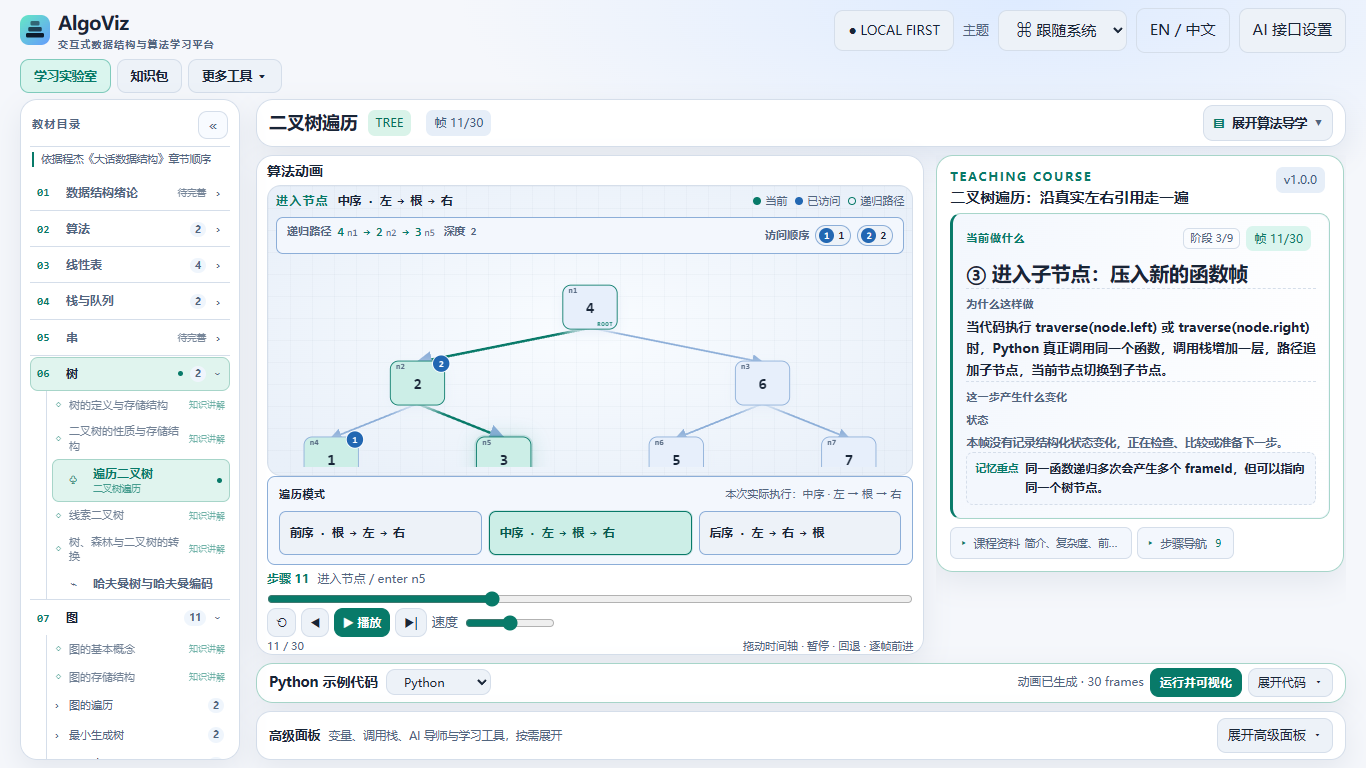 AlgoViz
交互式数据结构与算法学习平台
● LOCAL FIRST
主题
⌘ 跟随系统
EN / 中文
AI 接口设置
学习实验室
知识包
更多工具
教材目录
«
依据程杰《大话数据结构》章节顺序
01 数据结构绪论 待完善 ›
02 算法 2 ›
03 线性表 4 ›
04 栈与队列 2 ›
05 串 待完善 ›
06 树 2
树的定义与存储结构 知识讲解
二叉树的性质与存储结构 知识讲解
遍历二叉树
二叉树遍历
线索二叉树 知识讲解
树、森林与二叉树的转换 知识讲解
哈夫曼树与哈夫曼编码
07 图 11
图的基本概念 知识讲解
图的存储结构 知识讲解
› 图的遍历 2
› 最小生成树 2
二叉树遍历 TREE 帧 11/30
展开算法导学 ▼
算法动画
进入节点 中序 · 左 → 根 → 右
当前 已访问 递归路径
递归路径 4 n1 → 2 n2 → 3 n5 深度 2
访问顺序 1 1 2 2
n1
4
ROOT
n2
2
2
n3
6
n4
1
1
n5
3
n6
5
n7
7
遍历模式
本次实际执行：中序 · 左 → 根 → 右
前序 · 根 → 左 → 右
中序 · 左 → 根 → 右
后序 · 左 → 右 → 根
步骤 11 进入节点 / enter n5
▶ 播放
速度
11 / 30
拖动时间轴 · 暂停 · 回退 · 逐帧前进
TEACHING COURSE
v1.0.0
二叉树遍历：沿真实左右引用走一遍
当前做什么
阶段 3/9
帧 11/30
③ 进入子节点：压入新的函数帧
为什么这样做
当代码执行 traverse(node.left) 或 traverse(node.right)
时，Python 真正调用同一个函数，调用栈增加一层，路径追
加子节点，当前节点切换到子节点。
这一步产生什么变化
状态
本帧没有记录结构化状态变化，正在检查、比较或准备下一步。
记忆重点 同一函数递归多次会产生多个 frameId，但可以指向
同一个树节点。
课程资料 简介、复杂度、前...
步骤导航 9
Python 示例代码
Python
动画已生成 · 30 frames
运行并可视化
展开代码
高级面板 变量、调用栈、AI 导师与学习工具，按需展开
展开高级面板